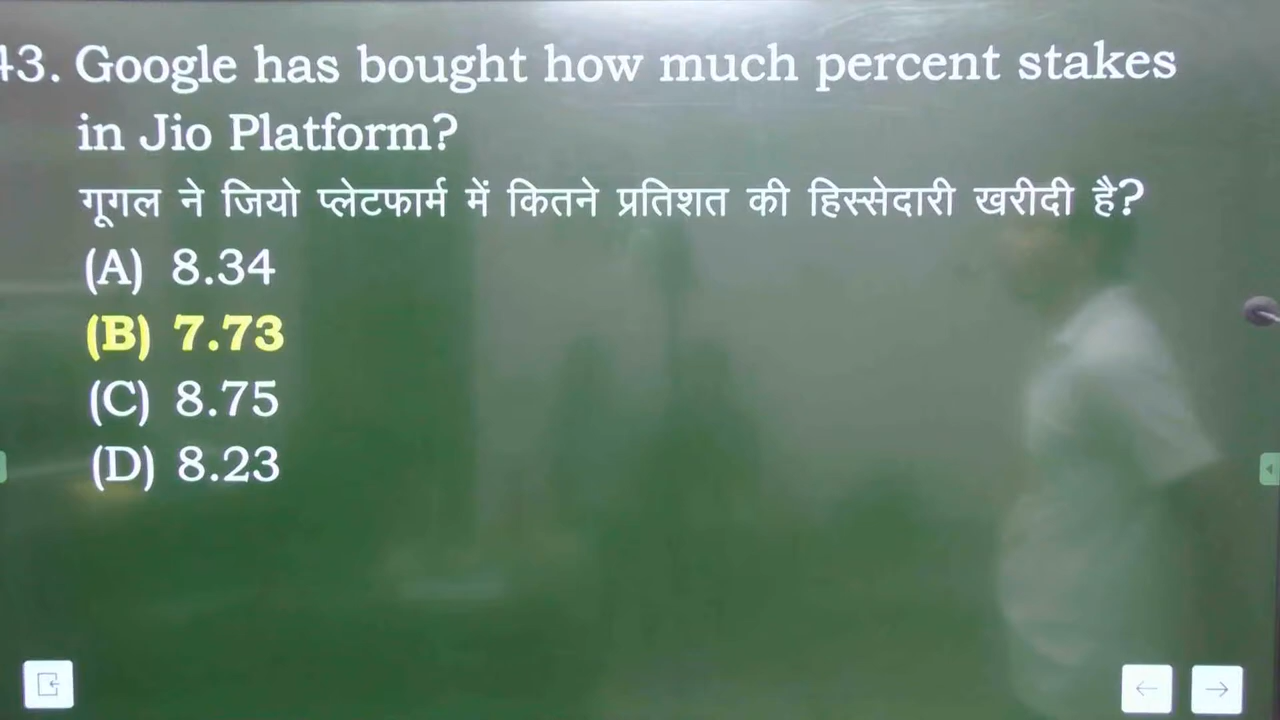 43. Google has bought how much percent stakes
in Jio Platform?
गूगल ने जियो प्लेटफार्म में कितने प्रतिशत की हिस्सेदारी खरीदी है?
(A) 8.34
(B) 7.73
(C) 8.75
(D) 8.23